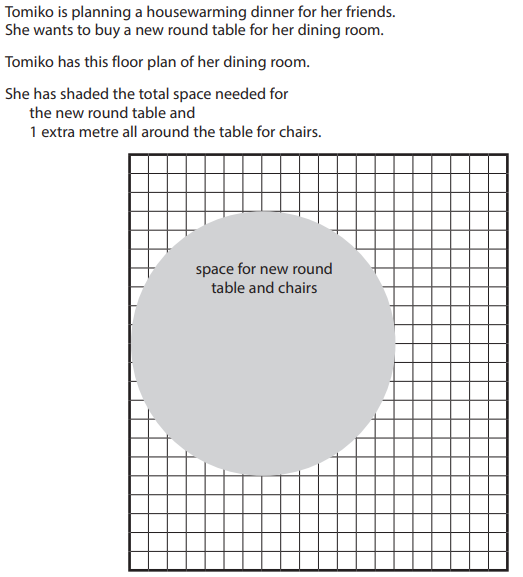 Tomiko is planning a housewarming dinner for her friends.
She wants to buy a new round table for her dining room.
Tomiko has this floor plan of her dining room.
She has shaded the total space needed for
the new round table and
1 extra metre all around the table for chairs.
space for new round
table and chairs